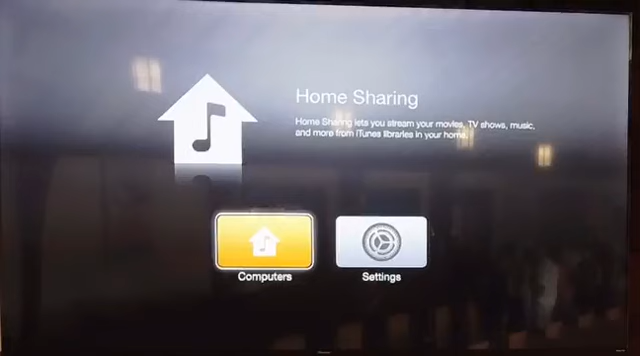 Home Sharing
Home Sharing lets you stream your movies, TV shows, music,
and more from iTunes libraries in your home.
Computers
Settings